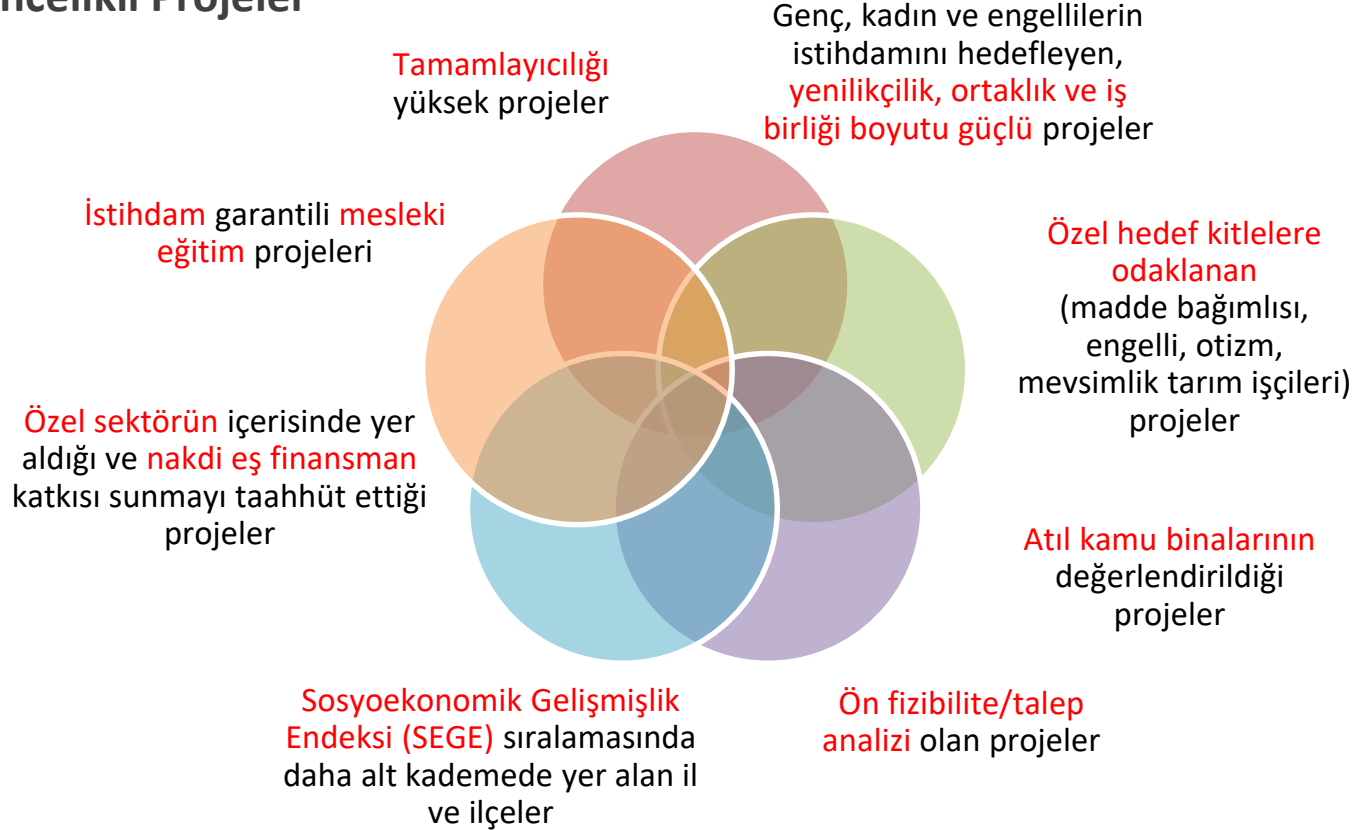 ncelikli Projeler
Tamamlayıcılığı
yüksek projeler
Genç, kadın ve engellilerin
istihdamını hedefleyen,
yenilikçilik, ortaklık ve iş
birliği boyutu güçlü projeler
İstihdam garantili mesleki
eğitim projeleri
Özel hedef kitlelere
odaklanan
(madde bağımlısı,
engelli, otizm,
mevsimlik tarım işçileri)
projeler
Özel sektörün içerisinde yer
aldığı ve nakdi eş finansman
katkısı sunmayı taahhüt ettiği
projeler
Atıl kamu binalarının
değerlendirildiği
projeler
Sosyoekonomik Gelişmişlik
Endeksi (SEGE) sıralamasında
daha alt kademede yer alan il
ve ilçeler
Ön fizibilite/talep
analizi olan projeler